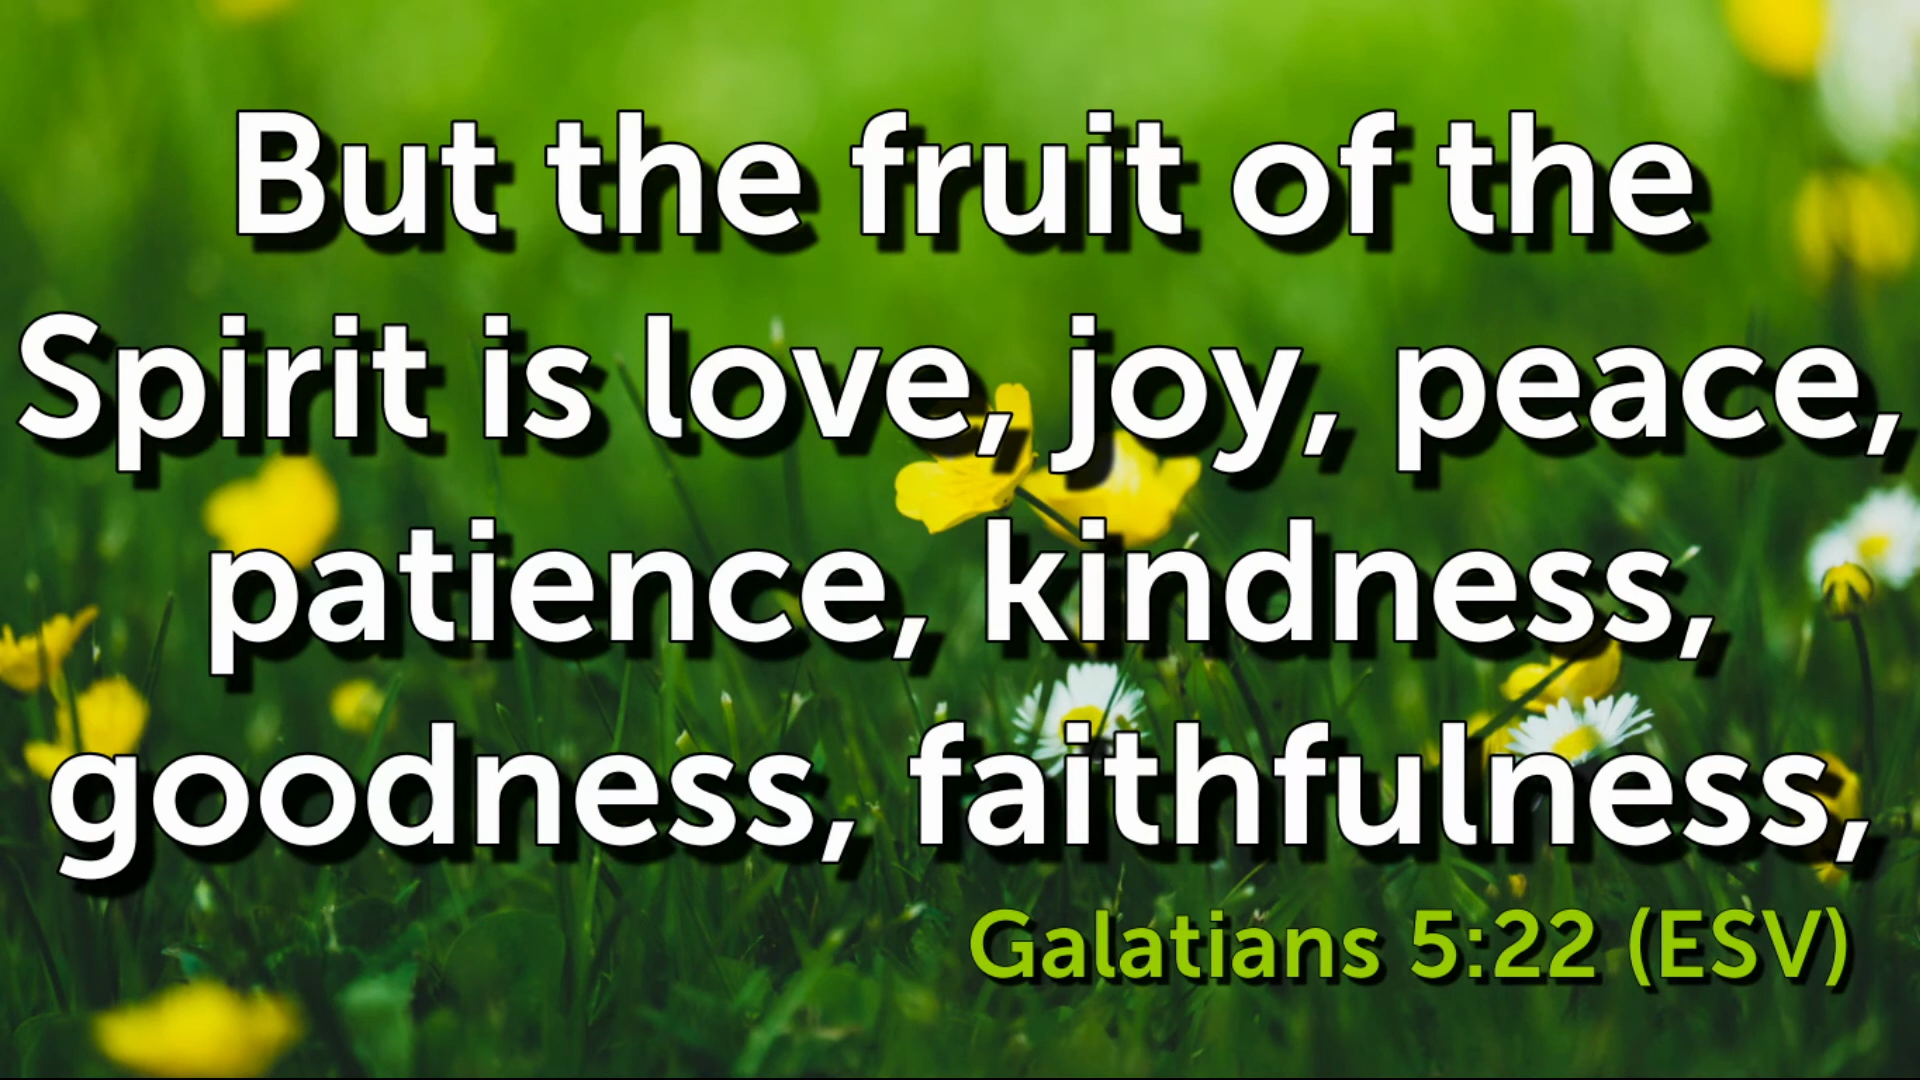 But the fruit of the
Spirit is love, joy, peace,
patience, kindness,
goodness, faithfulness,
Galatians 5:22 (ESV)